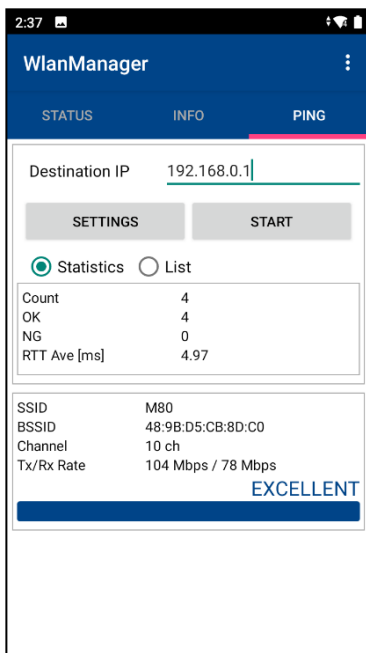 2:37
WlanManager
STATUS INFO PING
Destination IP 192.168.0.1
SETTINGS START
Statistics List
Count 4
OK 4
NG 0
RTT Ave [ms] 4.97
SSID M80
BSSID 48:9B:D5:CB:8D:C0
Channel 10 ch
Tx/Rx Rate 104 Mbps / 78 Mbps
EXCELLENT